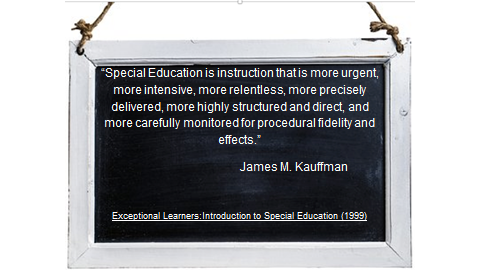 “Special Education is instruction that is more urgent,
more intensive, more relentless, more precisely
delivered, more highly structured and direct, and
more carefully monitored for procedural fidelity and
effects.”
James M. Kauffman
Exceptional Learners:Introduction to Special Education (1999)